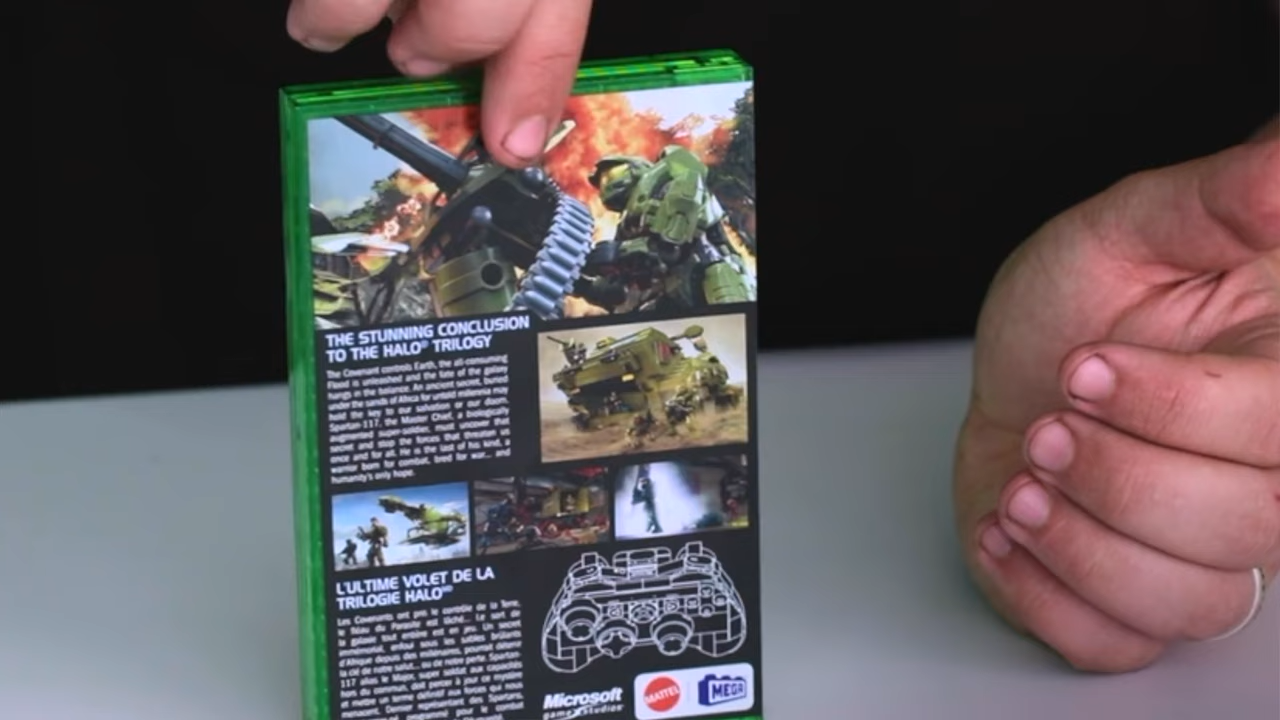 THE STUNNING CONCLUSION
TO THE HALO® TRILOGY
The Covenant controls Earth, the all-consuming
Flood is unleashed and the fate of the galaxy
hangs in the balance. An ancient secret, buried
under the sands of Africa for untold millennia may
hold the key to our salvation or our doom.
Spartan-117, the Master Chief, a biologically
augmented super-soldier, must uncover that
secret and stop the forces that threaten us
once and for all. He is the last of his kind, a
warrior born for combat, bred for war... and
humanity's only hope.
L'ULTIME VOLET DE LA
TRILOGIE HALO
Les Covenants ont pris le contrôle de la Terre,
le fléau du Parasite est lâché... Le sort de
la galaxie tout entière est en jeu. Un secret
immémorial, enfoui sous les sables brûlants
d'Afrique depuis des millénaires, pourrait détenir
la clé de notre salut... ou de notre perte. Spartan-
117 alias le Major, super soldat aux capacités
hors du commun, doit percer à jour ce mystère
et mettre un terme définitif aux forces qui nous
menacent. Dernier représentant des Spartans,
programmé pour le combat
Microsoft
game studios
MATTEL
MEGA